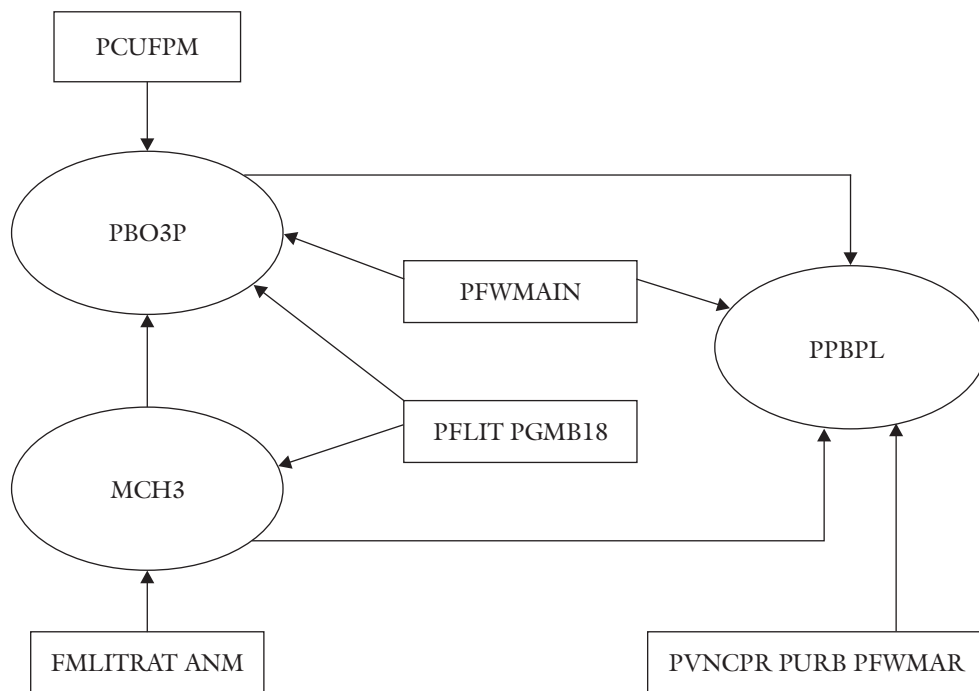 PCUFPM
PBO3P
PFWMAIN
PPBPL
PFLIT PGMB18
MCH3
FMLITRAT ANM
PVNCPR PURB PFWMAR